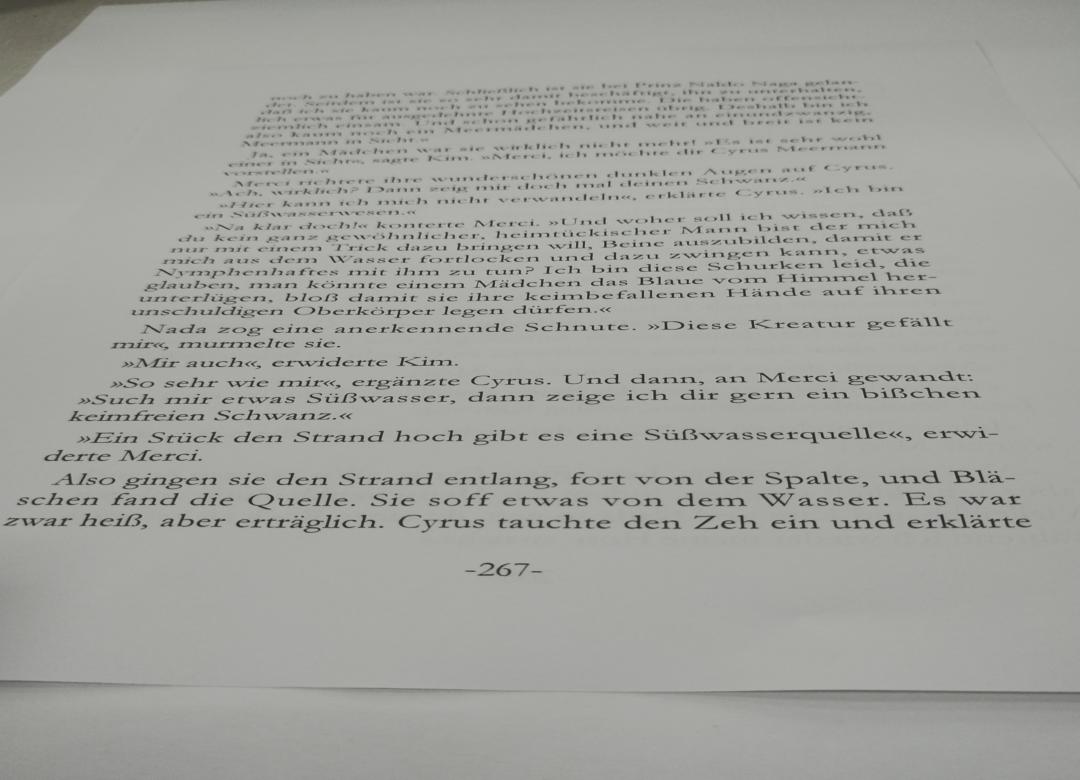 noch zu haben war. Schließlich ist sie bei Prinz Naldo Naga gelan-
det. Seitdem ist sie so sehr damit beschäftigt, ihn zu unterhalten,
daß ich sie kaum noch zu sehen bekomme. Die haben offensicht-
lich etwas für ausgedehnte Hochzeitsreisen übrig. Deshalb bin ich
ziemlich einsam. Und schon gefährlich nahe an einundzwanzig,
also kaum noch ein Meermädchen, und weit und breit ist kein
Meermann in Sicht.«
Ja, ein Mädchen war sie wirklich nicht mehr! »Es ist sehr wohl
einer in Sicht«, sagte Kim. »Merci, ich möchte dir Cyrus Meermann
vorstellen.«
Merci richtete ihre wunderschönen dunklen Augen auf Cyrus.
»Ach, wirklich? Dann zeig mir doch mal deinen Schwanz.«
»Hier kann ich mich nicht verwandeln«, erklärte Cyrus. »Ich bin
ein Süßwasserwesen.«
»Na klar doch!« konterte Merci. »Und woher soll ich wissen, daß
du kein ganz gewöhnlicher, heimtückischer Mann bist der mich
nur mit einem Trick dazu bringen will, Beine auszubilden, damit er
mich aus dem Wasser fortlocken und dazu zwingen kann, etwas
Nymphenhaftes mit ihm zu tun? Ich bin diese Schurken leid, die
glauben, man könnte einem Mädchen das Blaue vom Himmel her-
unterlügen, bloß damit sie ihre keimbefallenen Hände auf ihren
unschuldigen Oberkörper legen dürfen.«
Nada zog eine anerkennende Schnute. »Diese Kreatur gefällt
mir«, murmelte sie.
»Mir auch«, erwiderte Kim.
»So sehr wie mir«, ergänzte Cyrus. Und dann, an Merci gewandt:
»Such mir etwas Süßwasser, dann zeige ich dir gern ein bißchen
keimfreien Schwanz.«
»Ein Stück den Strand hoch gibt es eine Süßwasserquelle«, erwi-
derte Merci.
Also gingen sie den Strand entlang, fort von der Spalte, und Blä-
schen fand die Quelle. Sie soff etwas von dem Wasser. Es war
zwar heiß, aber erträglich. Cyrus tauchte den Zeh ein und erklärte
-267-